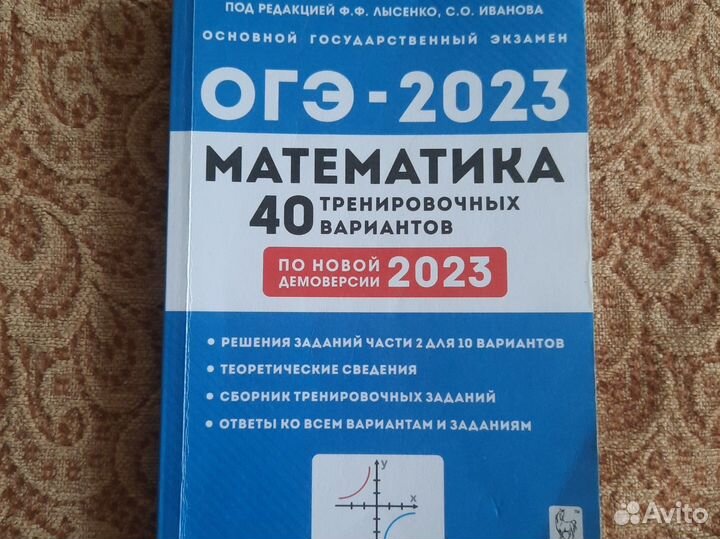 ПОД РЕДАКЦИЕЙ Ф.Ф. ЛЫСЕНКО, С.О. ИВАНОВА
ОСНОВНОЙ ГОСУДАРСТВЕННЫЙ ЭКЗАМЕН
ОГЭ - 2023
МАТЕМАТИКА
40 ТРЕНИРОВОЧНЫХ
ВАРИАНТОВ
ПО НОВОЙ
ДЕМОВЕРСИИ 2023
• РЕШЕНИЯ ЗАДАНИЙ ЧАСТИ 2 ДЛЯ 10 ВАРИАНТОВ
• ТЕОРЕТИЧЕСКИЕ СВЕДЕНИЯ
• СБОРНИК ТРЕНИРОВОЧНЫХ ЗАДАНИЙ
• ОТВЕТЫ КО ВСЕМ ВАРИАНТАМ И ЗАДАНИЯМ
y
x
Avito